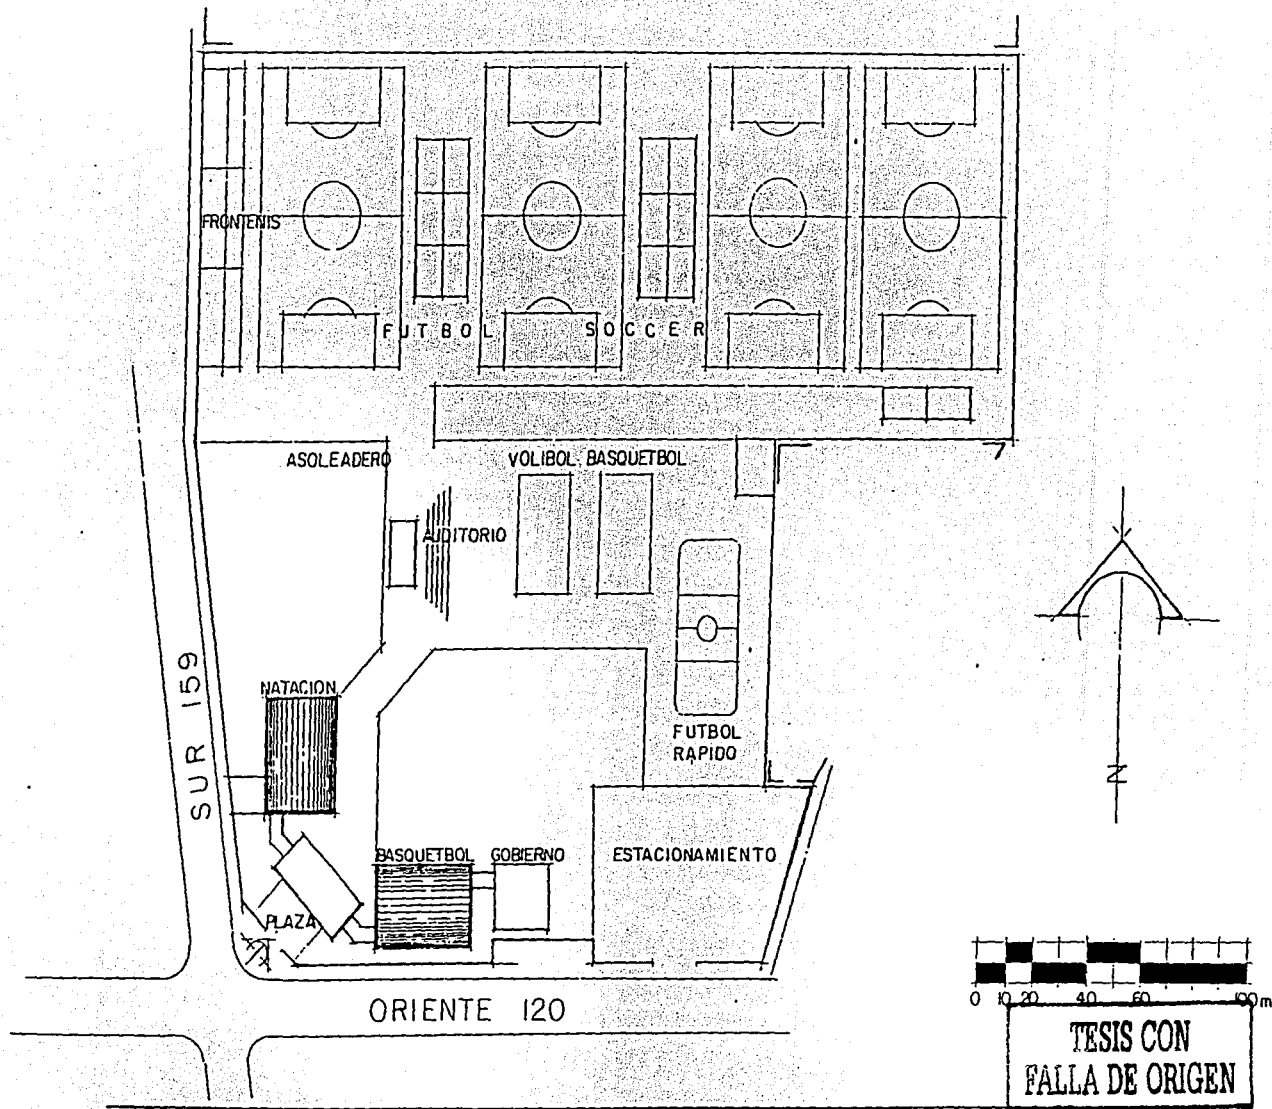 FRONTENIS
FUTBOL SOCCER
ASOLEADERO
VOLIBOL. BASQUETBOL
AUDITORIO
SUR 159
NATACION
FUTBOL
RAPIDO
BASQUETBOL
GOBIERNO
ESTACIONAMIENTO
PLAZA
ORIENTE 120
N
0 10 20 40 60 100m
TESIS CON
FALLA DE ORIGEN